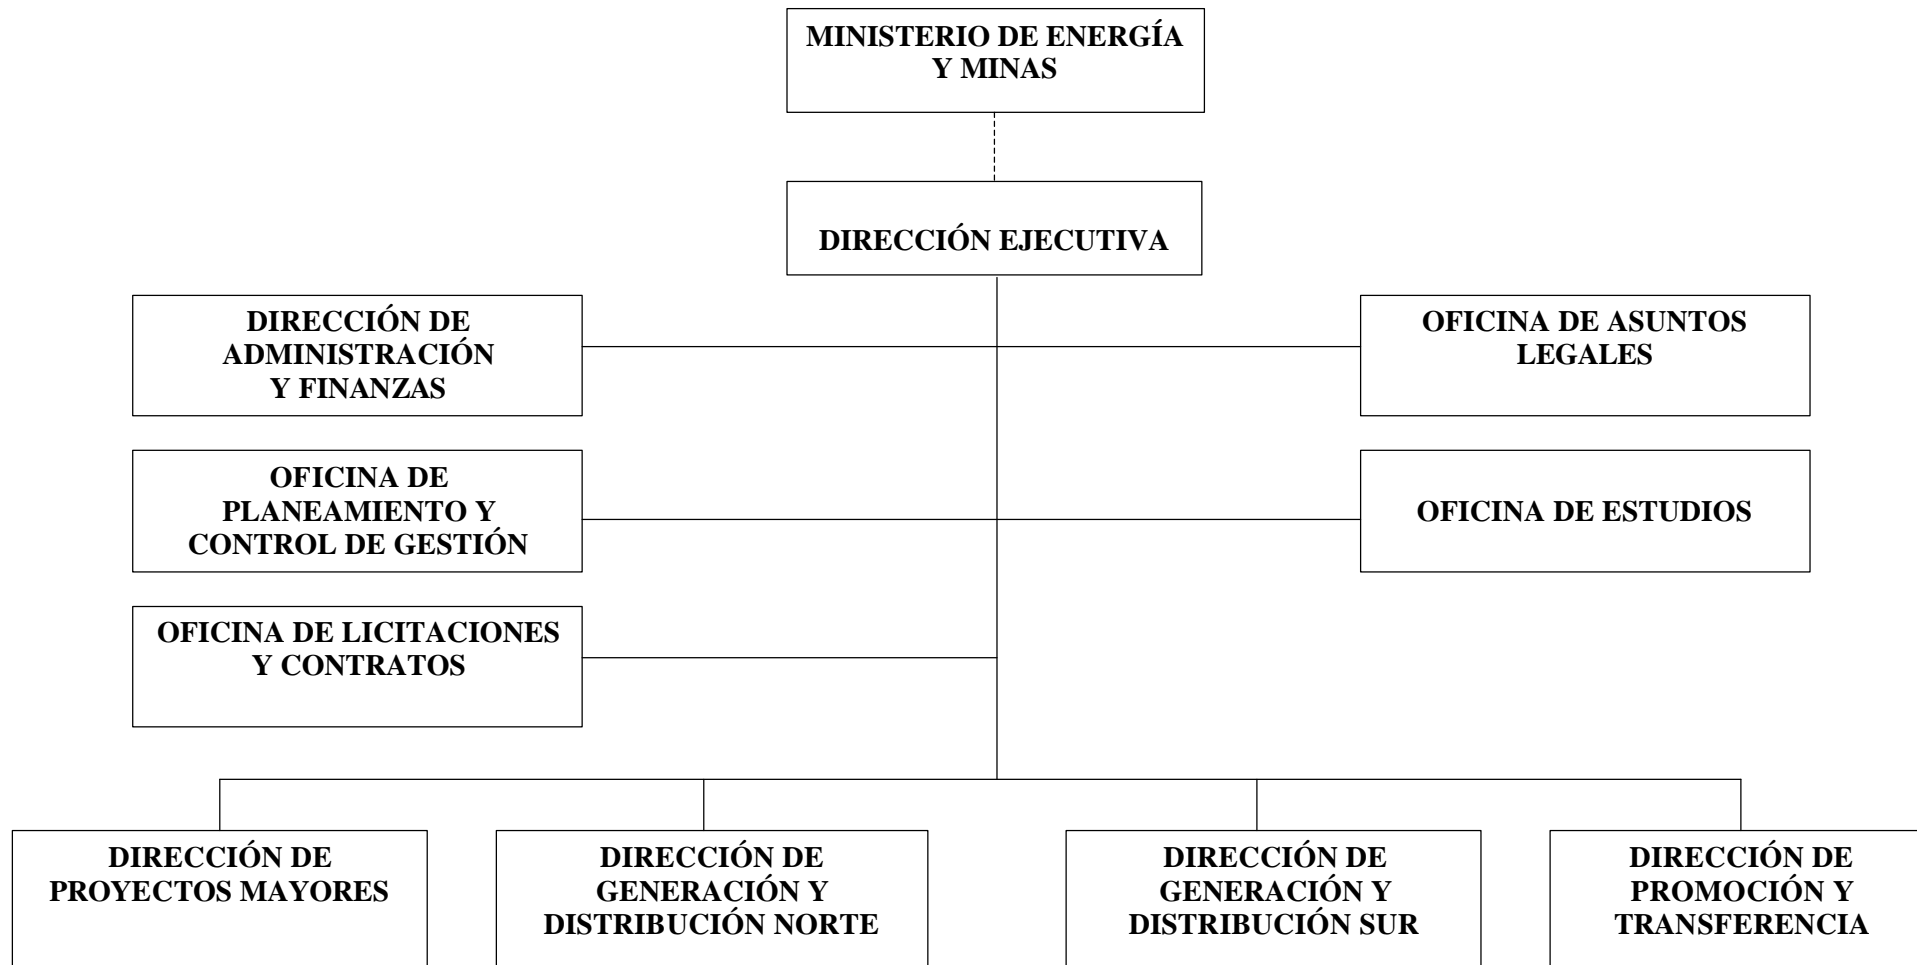 MINISTERIO DE ENERGÍA
Y MINAS
DIRECCIÓN EJECUTIVA
DIRECCIÓN DE
ADMINISTRACIÓN
Y FINANZAS
OFICINA DE ASUNTOS
LEGALES
OFICINA DE
PLANEAMIENTO Y
CONTROL DE GESTIÓN
OFICINA DE ESTUDIOS
OFICINA DE LICITACIONES
Y CONTRATOS
DIRECCIÓN DE
PROYECTOS MAYORES
DIRECCIÓN DE
GENERACIÓN Y
DISTRIBUCIÓN NORTE
DIRECCIÓN DE
GENERACIÓN Y
DISTRIBUCIÓN SUR
DIRECCIÓN DE
PROMOCIÓN Y
TRANSFERENCIA